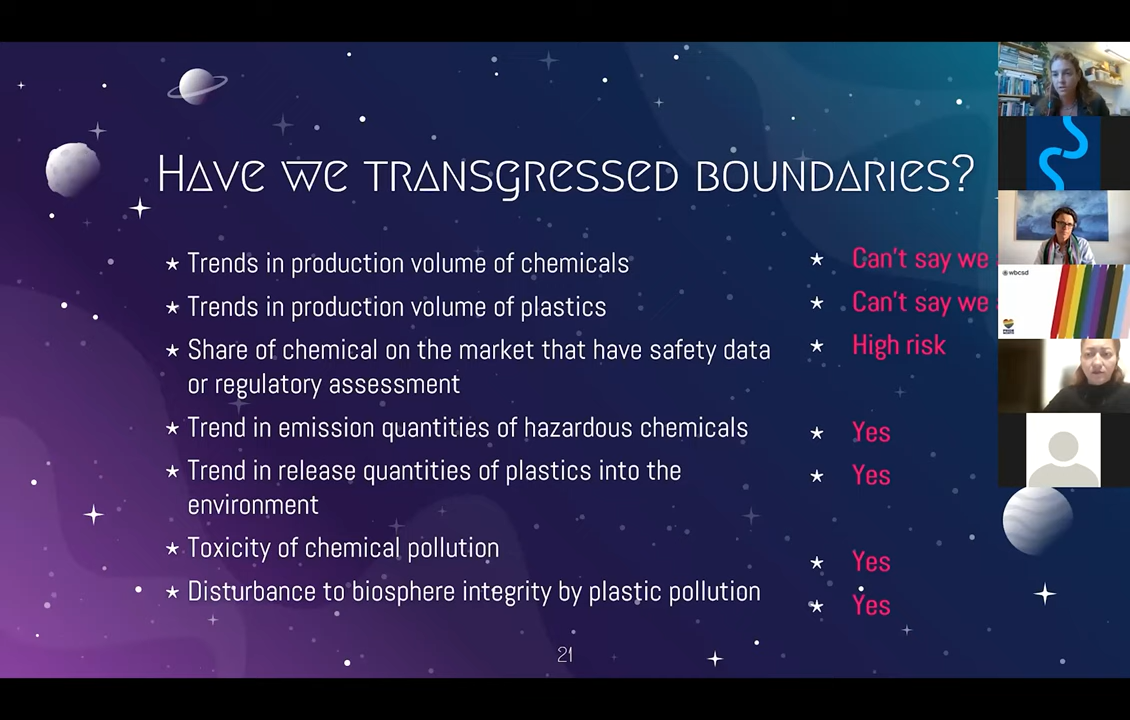 Have we transgressed boundaries?
Trends in production volume of chemicals
Can't say we
Trends in production volume of plastics
Can't say we
Share of chemical on the market that have safety data
or regulatory assessment
High risk
Trend in emission quantities of hazardous chemicals
Yes
Trend in release quantities of plastics into the
environment
Yes
Toxicity of chemical pollution
Yes
Disturbance to biosphere integrity by plastic pollution
Yes
21
wbcsd